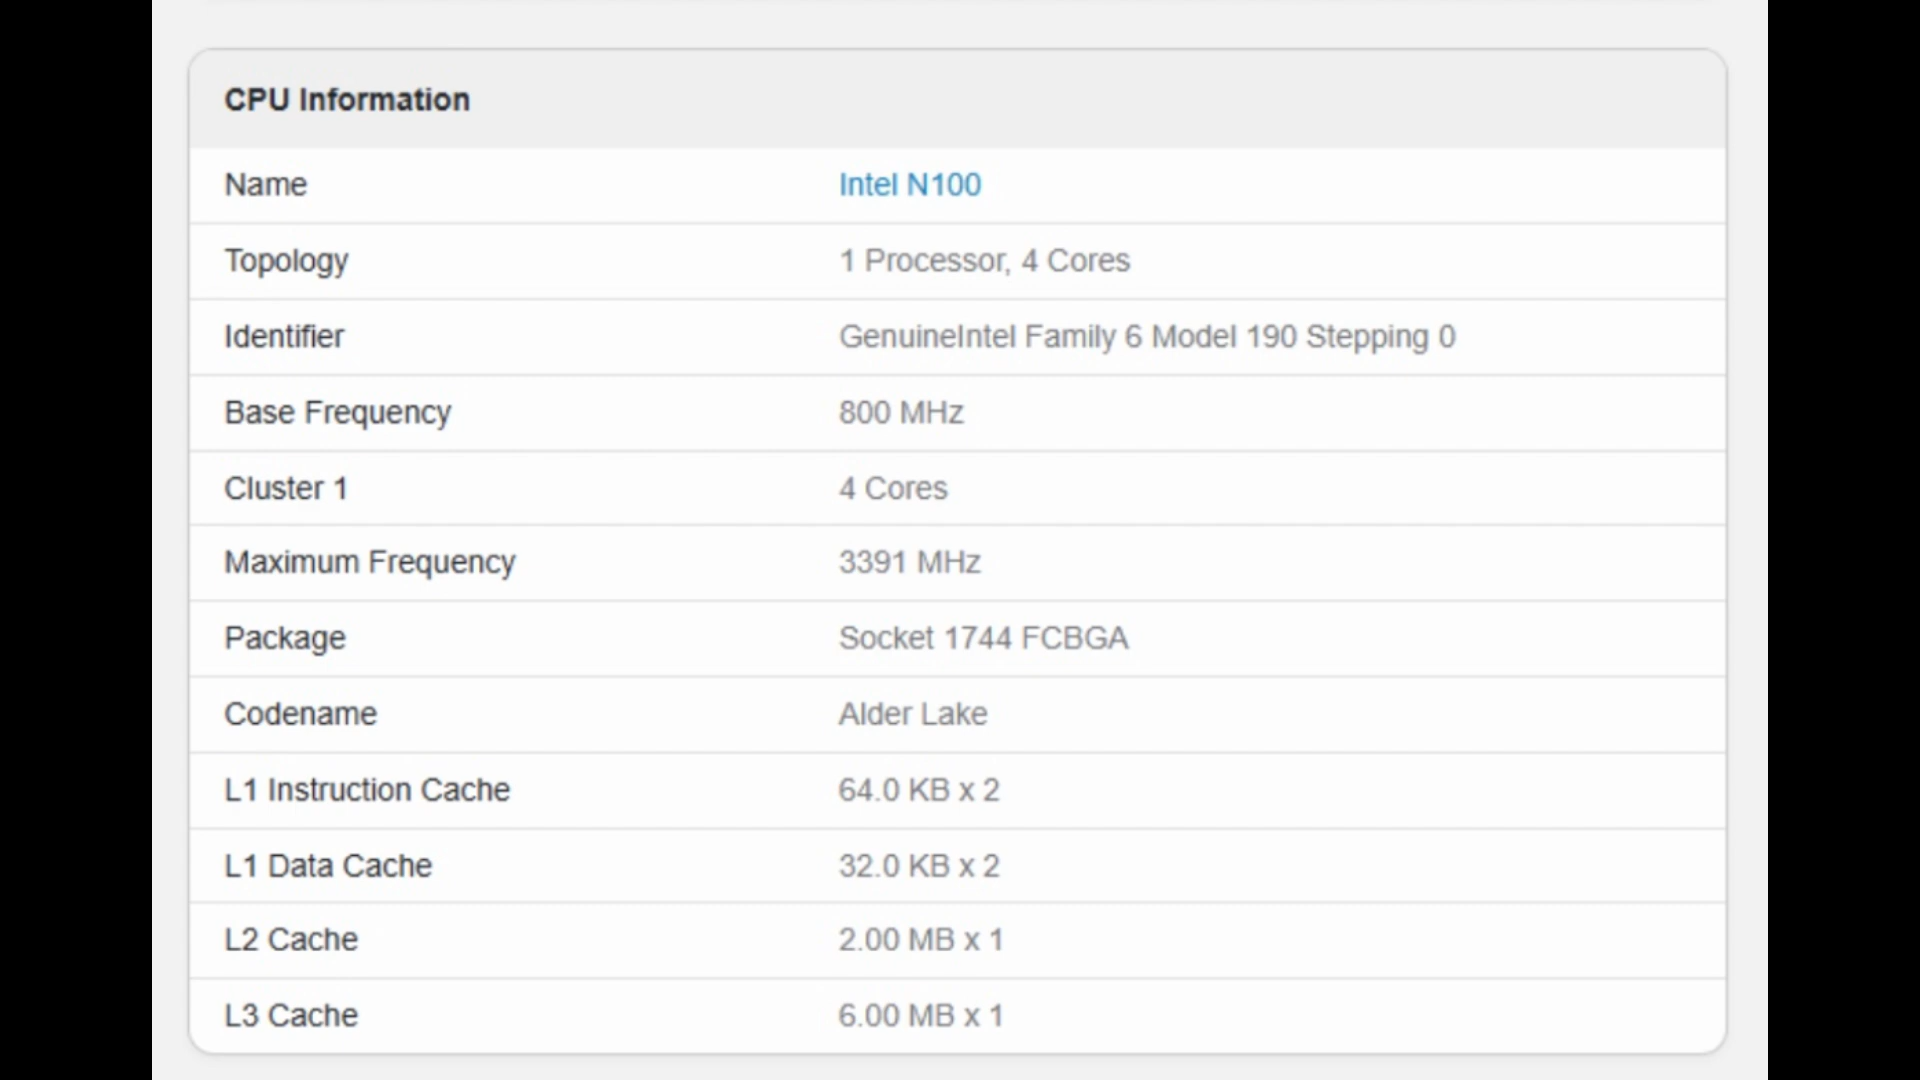 CPU Information
Name Intel N100
Topology 1 Processor, 4 Cores
Identifier GenuineIntel Family 6 Model 190 Stepping 0
Base Frequency 800 MHz
Cluster 1 4 Cores
Maximum Frequency 3391 MHz
Package Socket 1744 FCBGA
Codename Alder Lake
L1 Instruction Cache 64.0 KB x 2
L1 Data Cache 32.0 KB x 2
L2 Cache 2.00 MB x 1
L3 Cache 6.00 MB x 1